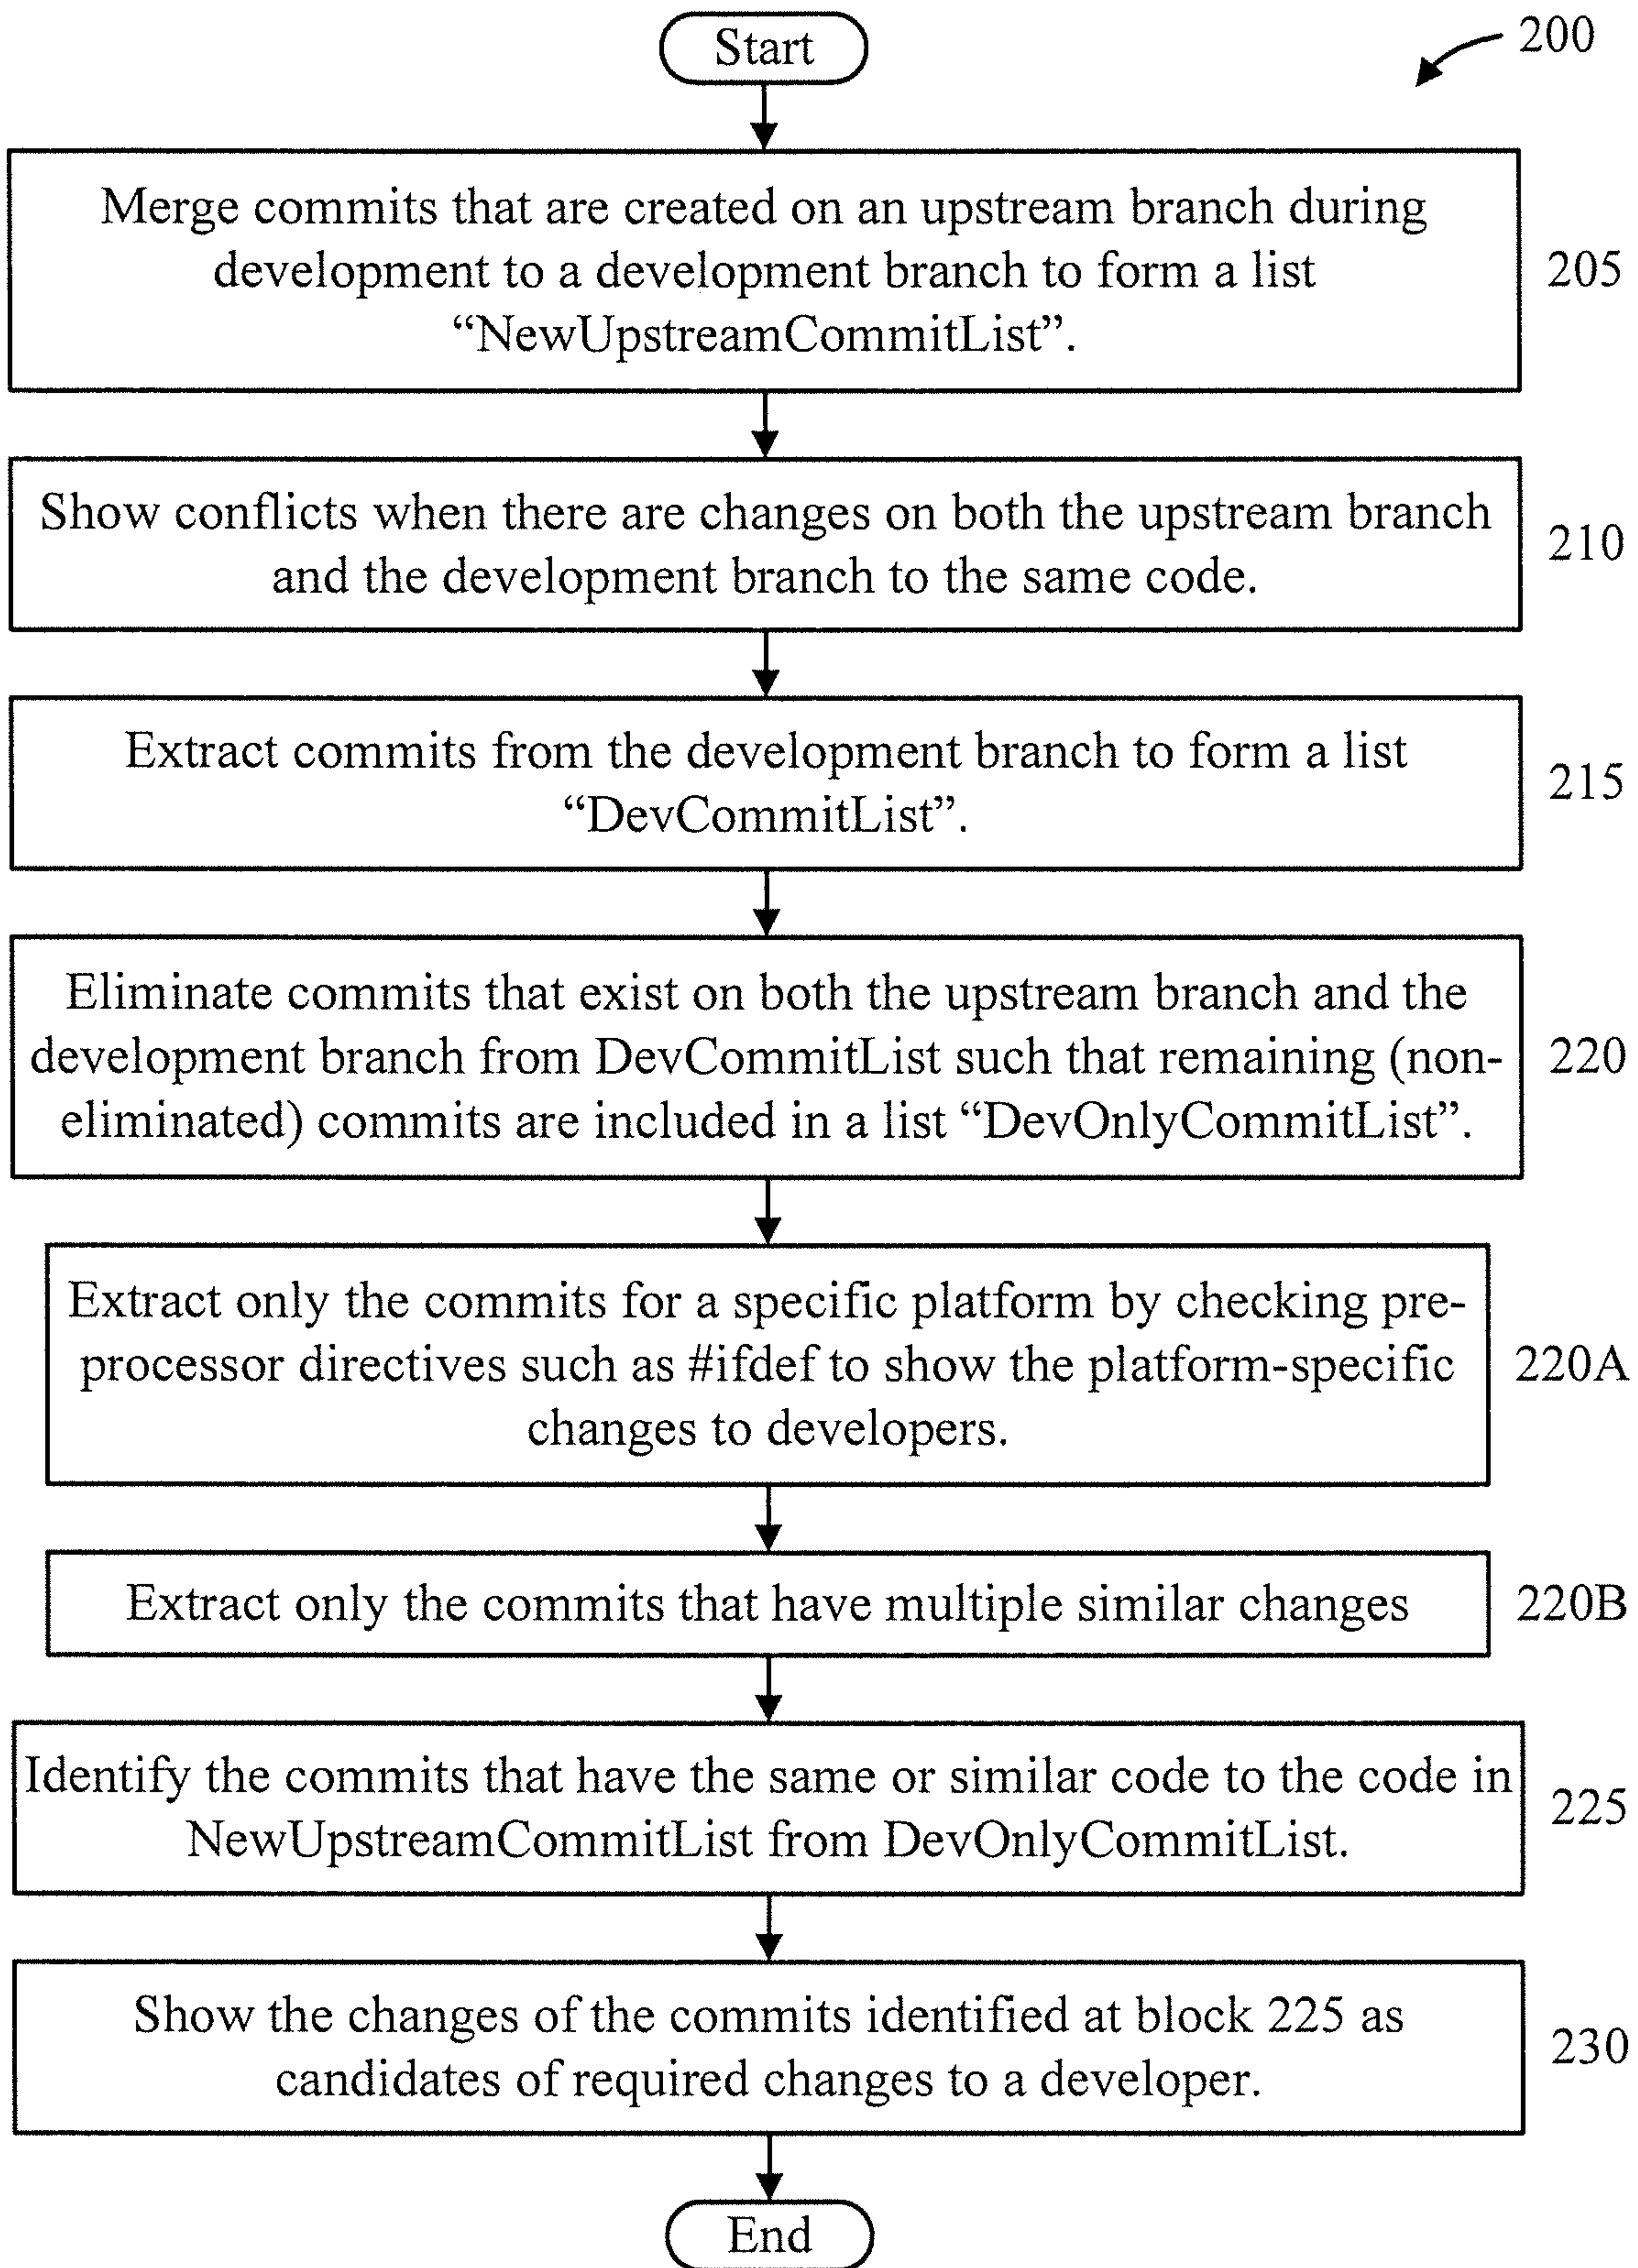 Start
200
Merge commits that are created on an upstream branch during
development to a development branch to form a list
“NewUpstreamCommitList”.
205
Show conflicts when there are changes on both the upstream branch
and the development branch to the same code.
210
Extract commits from the development branch to form a list
“DevCommitList”.
215
Eliminate commits that exist on both the upstream branch and the
development branch from DevCommitList such that remaining (non-
eliminated) commits are included in a list “DevOnlyCommitList”.
220
Extract only the commits for a specific platform by checking pre-
processor directives such as #ifdef to show the platform-specific
changes to developers.
220A
Extract only the commits that have multiple similar changes
220B
Identify the commits that have the same or similar code to the code in
NewUpstreamCommitList from DevOnlyCommitList.
225
Show the changes of the commits identified at block 225 as
candidates of required changes to a developer.
230
End